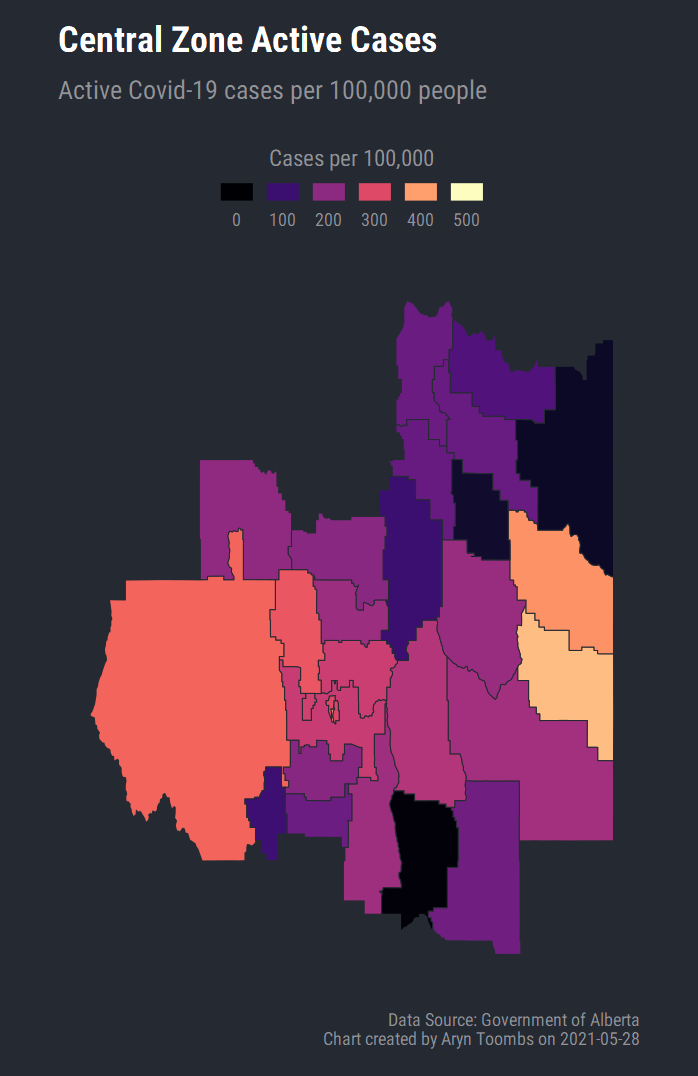 Central Zone Active Cases
Active Covid-19 cases per 100,000 people
Cases per 100,000
0 100 200 300 400 500
Data Source: Government of Alberta
Chart created by Aryn Toombs on 2021-05-28